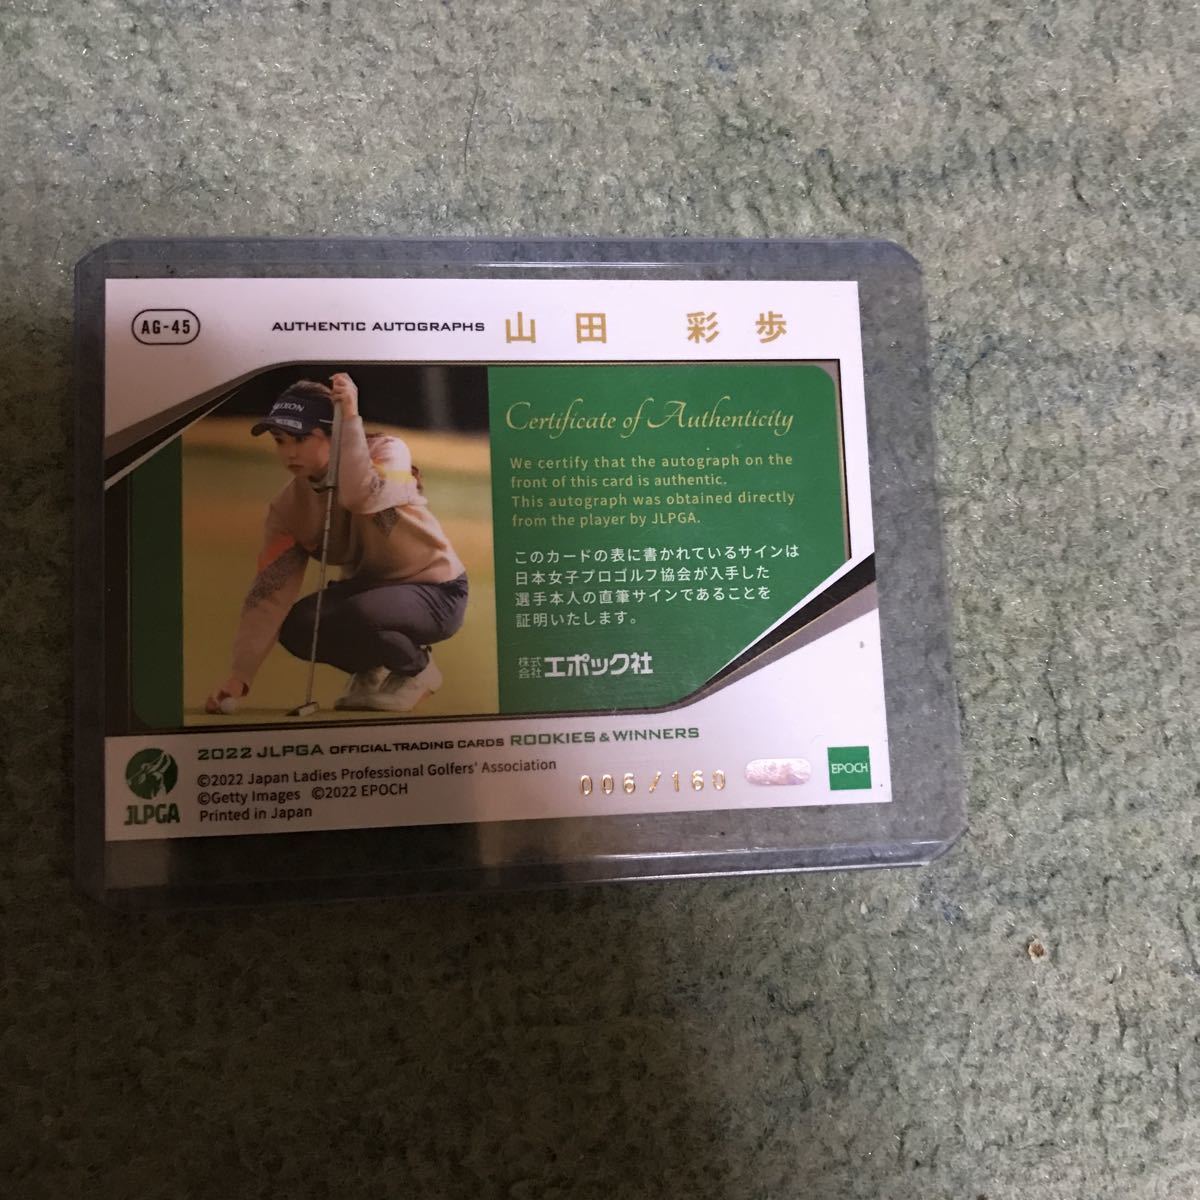 AG-45
AUTHENTIC AUTOGRAPHS 山田 彩歩
Certificate of Authenticity
We certify that the autograph on the
front of this card is authentic.
This autograph was obtained directly
from the player by JLPGA.
このカードの表に書かれているサインは
日本女子プロゴルフ協会が入手した
選手本人の直筆サインであることを
証明いたします。
株式会社エポック社
2022 JLPGA OFFICIAL TRADING CARDS ROOKIES & WINNERS
©2022 Japan Ladies Professional Golfers' Association
©Getty Images ©2022 EPOCH
Printed in Japan
JLPGA
006/160
EPOCH